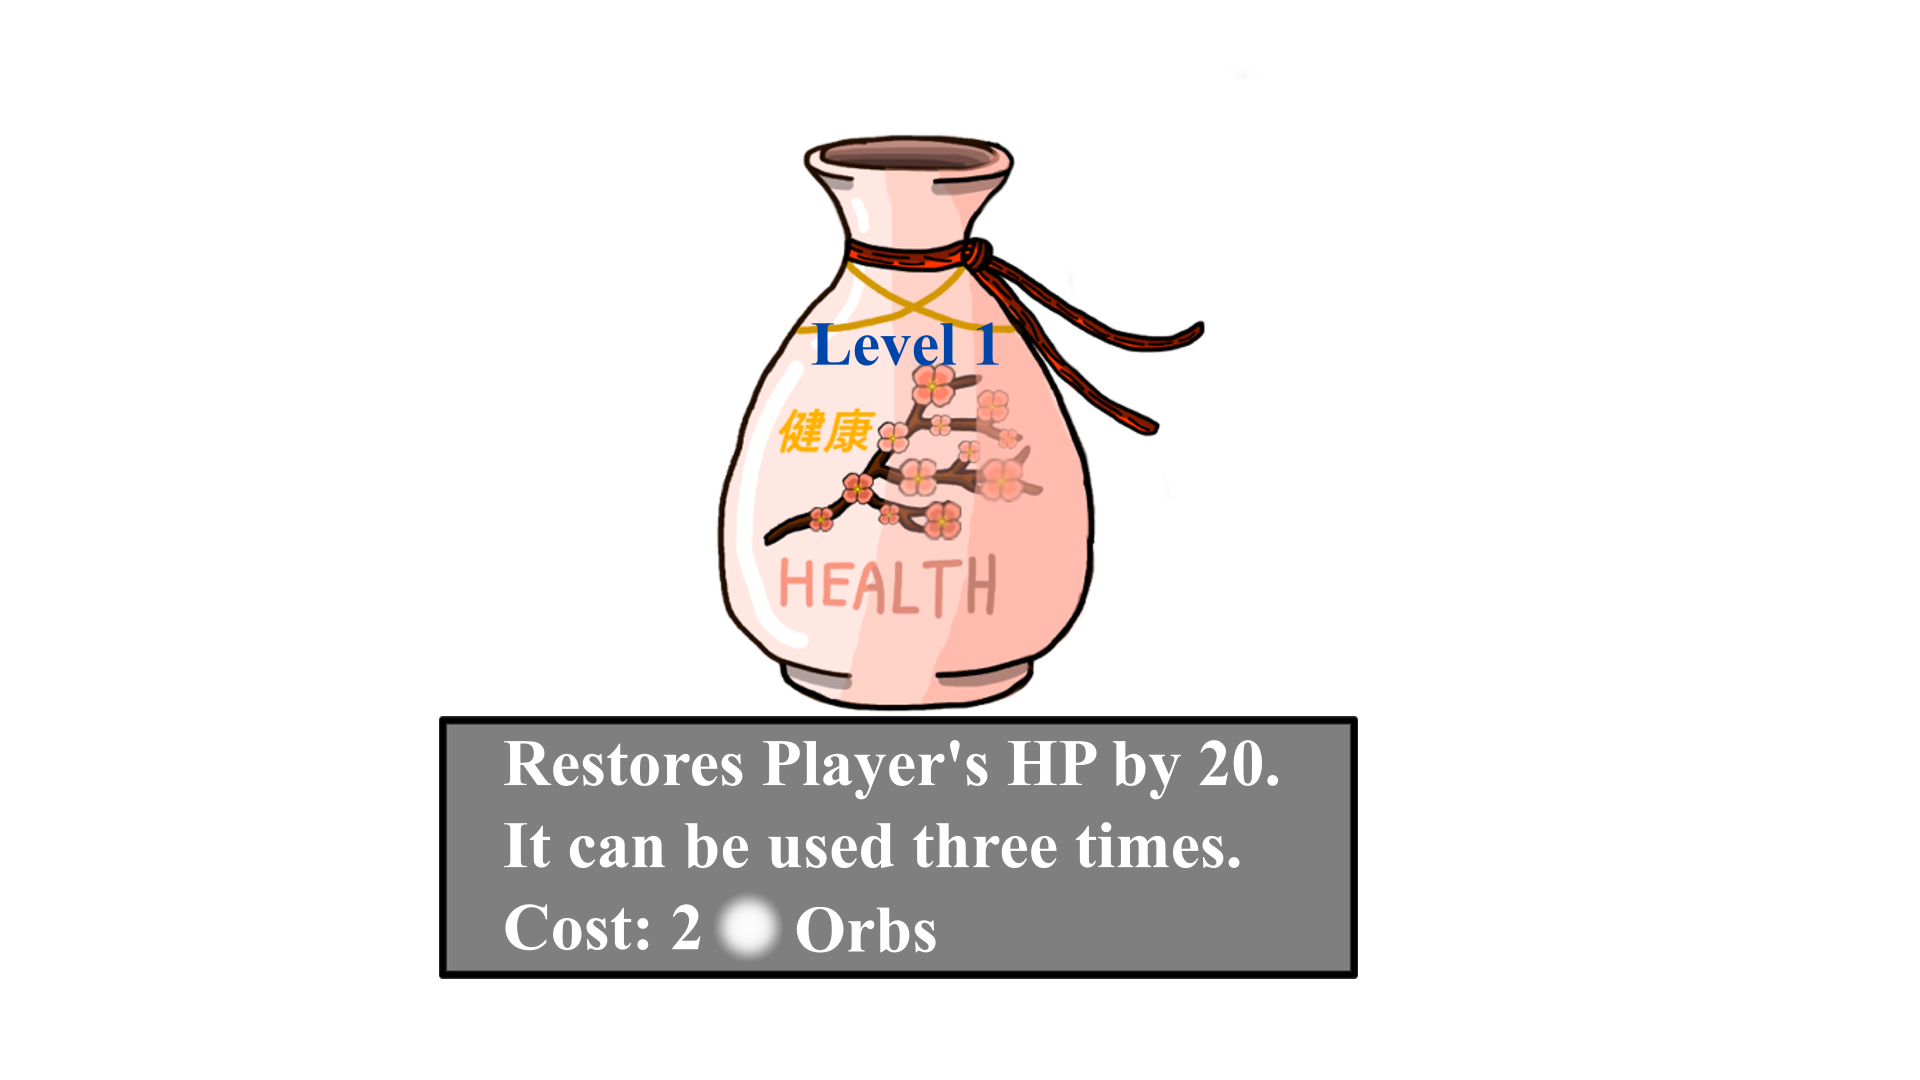 Level 1
健康
HEALTH
Restores Player's HP by 20.
It can be used three times.
Cost: 2 Orbs